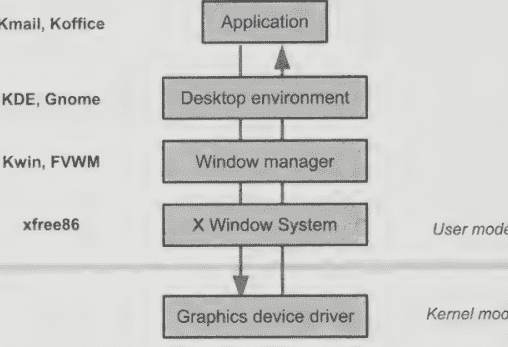 Kmail, Koffice
Application
KDE, Gnome
Desktop environment
Kwin, FVWM
Window manager
xfree86
X Window System
User mode
Graphics device driver
Kernel mod